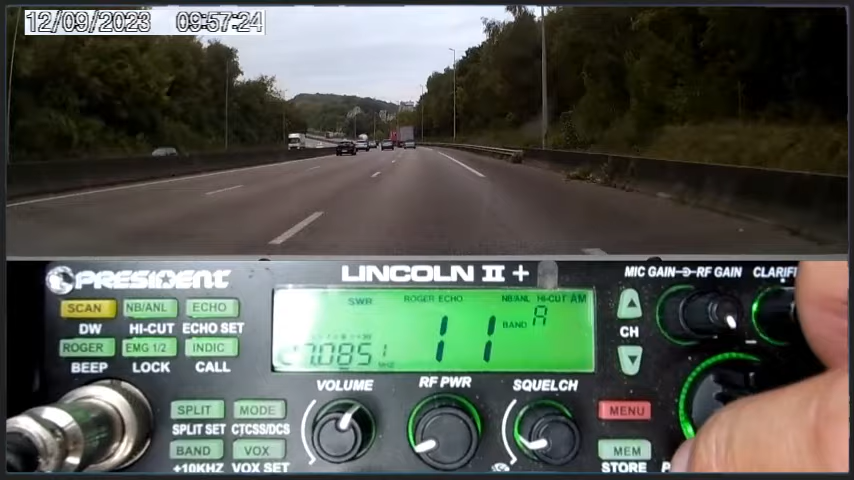 12/09/2023 09:57:24
PRESIDENT
LINCOLN II +
MIC GAIN RF GAIN
SCAN NB/ANL ECHO
DW HI-CUT ECHO SET
ROGER EMG 1/2 INDIC
BEEP LOCK CALL
SWR ROGER ECHO NB/ANL HI-CUT AM
11 BAND A
27.0851
MHz
CH
VOLUME RF PWR SQUELCH
SPLIT MODE
SPLIT SET CTCSS/DCS
BAND VOX
+10KHZ VOX SET
MENU
MEM
STORE